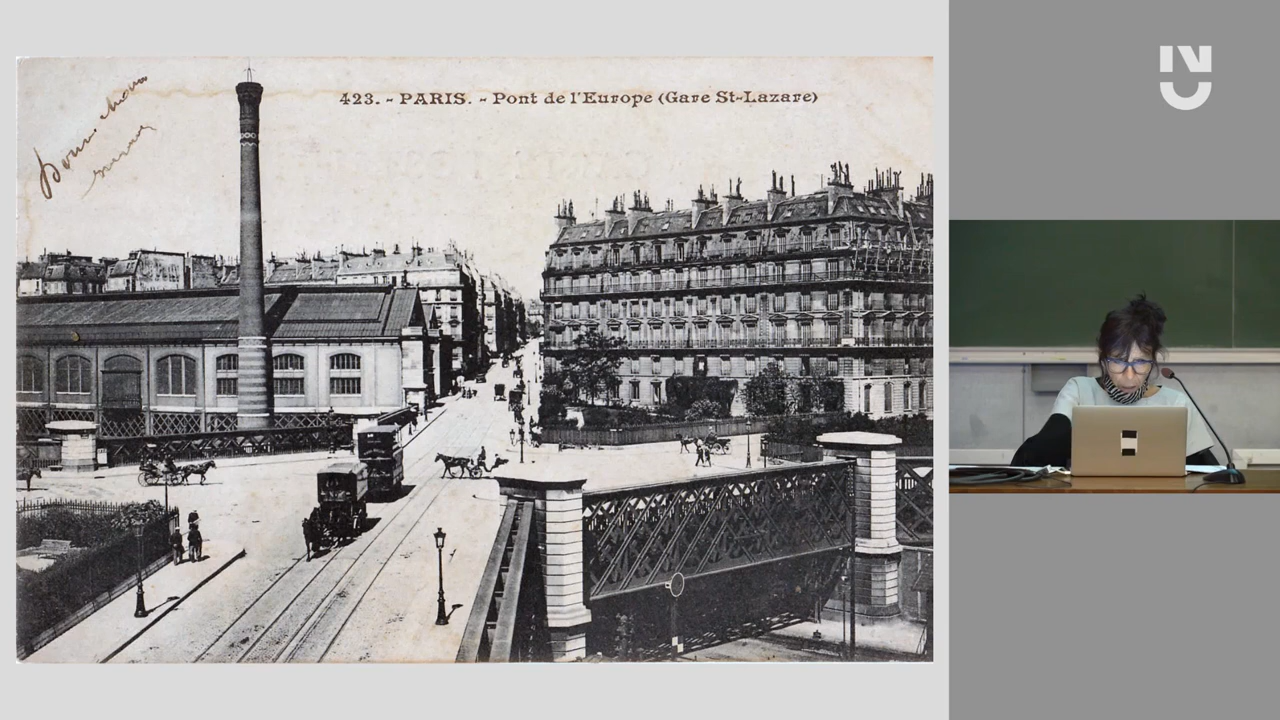 423. - PARIS. - Pont de l'Europe (Gare St-Lazare)